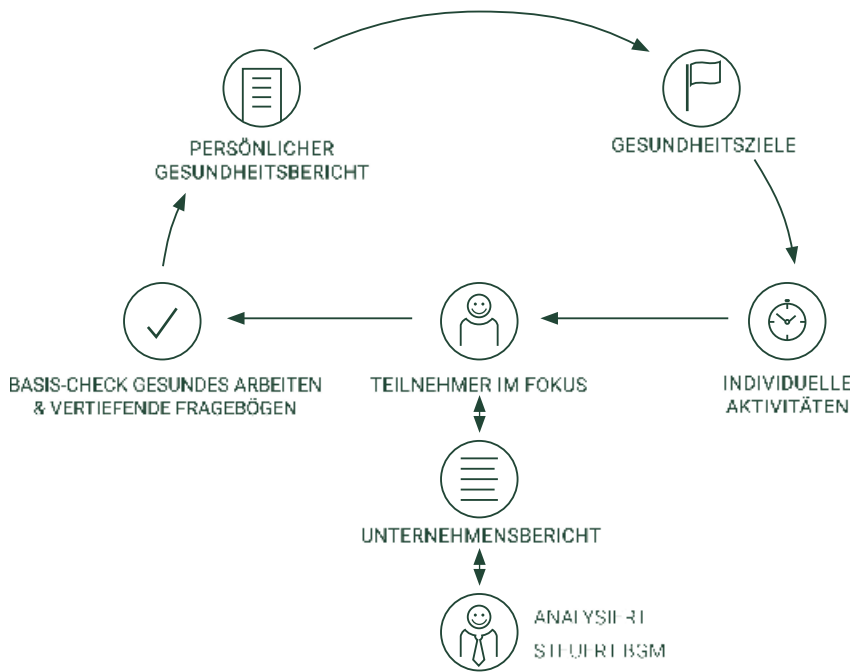 PERSÖNLICHER
GESUNDHEITSBERICHT
GESUNDHEITSZIELE
BASIS-CHECK GESUNDES ARBEITEN
& VERTIEFENDE FRAGEBÖGEN
TEILNEHMER IM FOKUS
INDIVIDUELLE
AKTIVITÄTEN
UNTERNEHMENSBERICHT
ANALYSIERT
STEUERT BGM